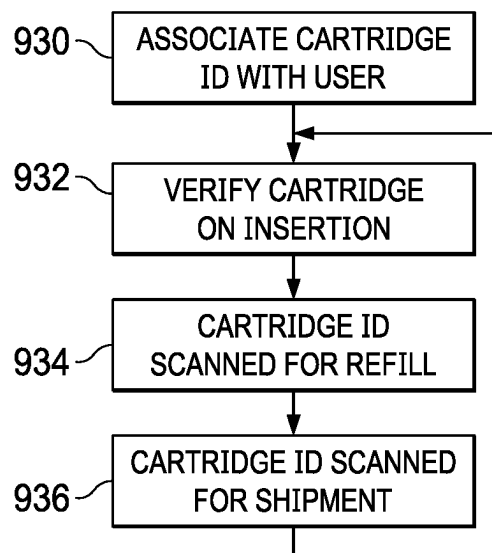 930
ASSOCIATE CARTRIDGE
ID WITH USER
932
VERIFY CARTRIDGE
ON INSERTION
934
CARTRIDGE ID
SCANNED FOR REFILL
936
CARTRIDGE ID SCANNED
FOR SHIPMENT